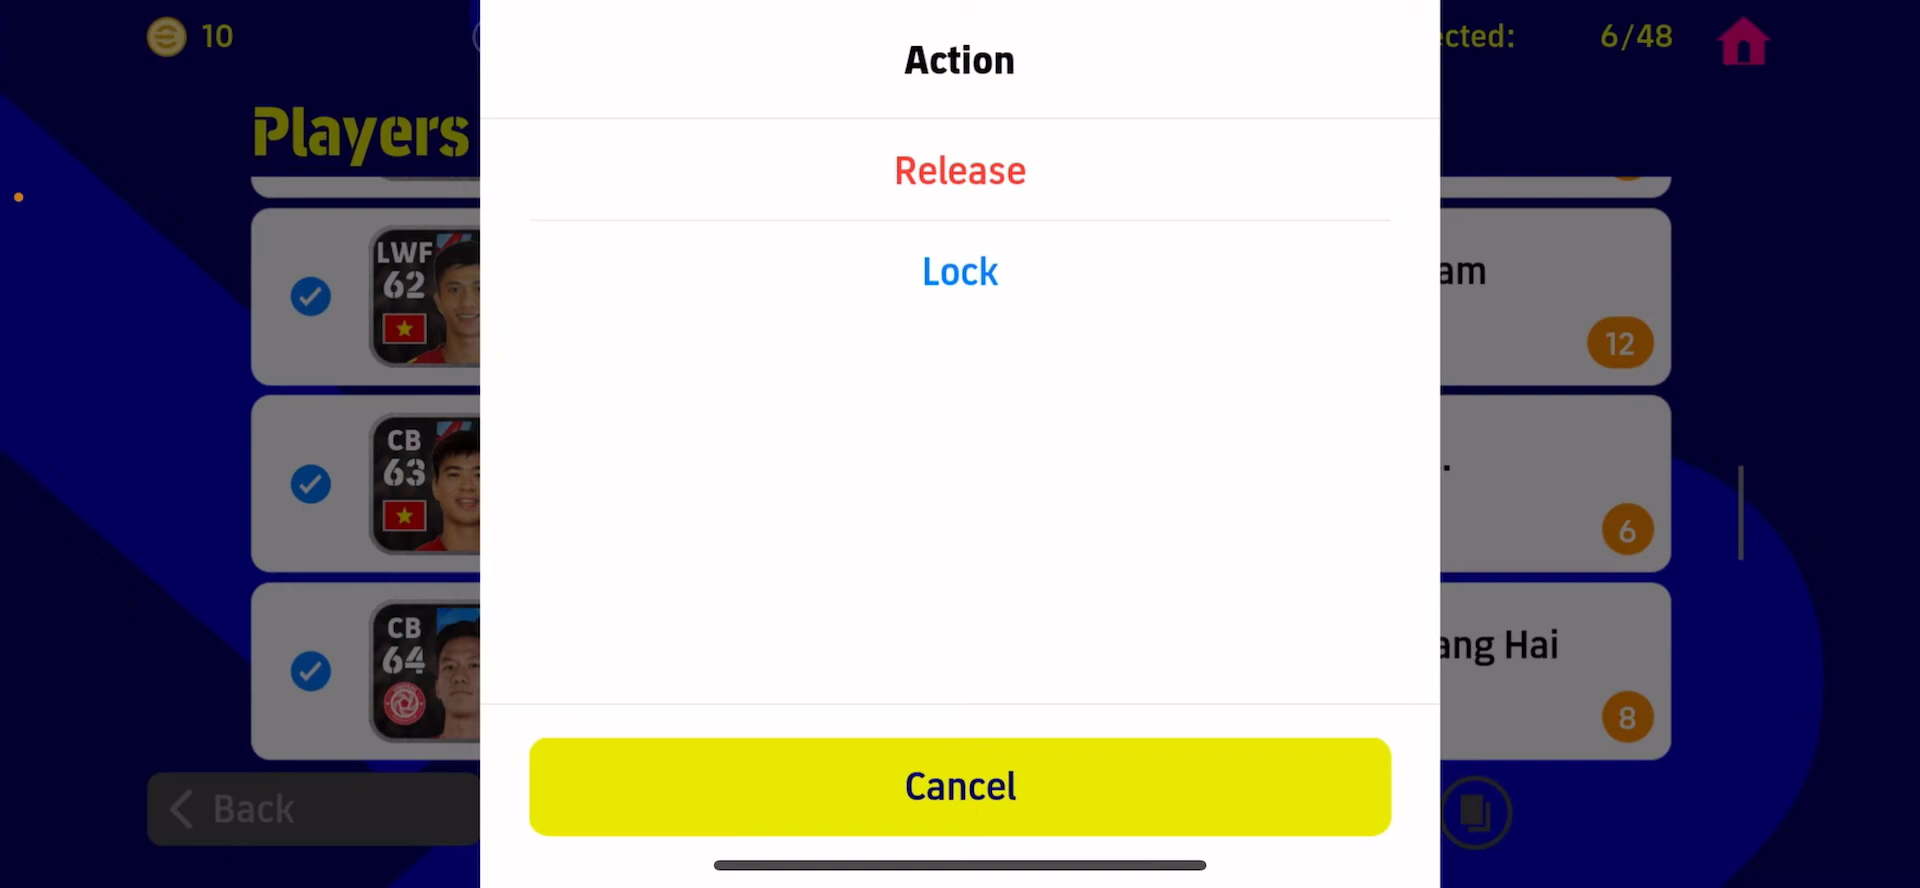 10
Action
ected:
6/48
Players
Release
Lock
LWF
62
am
12
CB
63
.
6
CB
64
ang Hai
8
Cancel
Back